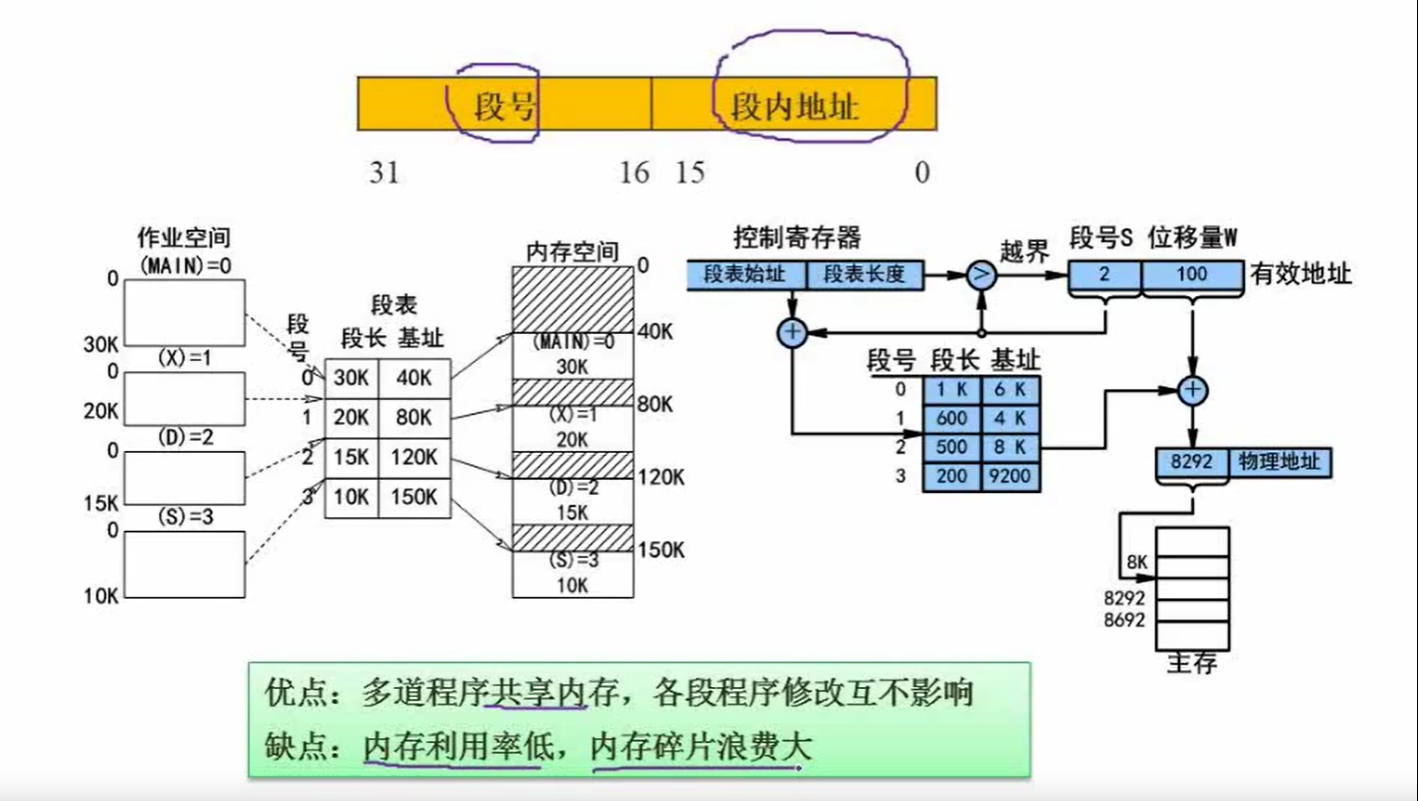 段号 段内地址
31 16 15 0
作业空间
(MAIN)=0
0
30K
(X)=1
0
20K
(D)=2
0
15K
(S)=3
0
10K
段表
段号 段长 基址
0 30K 40K
1 20K 80K
2 15K 120K
3 10K 150K
内存空间
0
40K
(MAIN)=0
30K
80K
(X)=1
20K
120K
(D)=2
15K
150K
(S)=3
10K
控制寄存器
段表始址 段表长度
>
越界
段号S 位移量W
2 100 有效地址
+
段号 段长 基址
0 1 K 6 K
1 600 4 K
2 500 8 K
3 200 9200
+
8292 物理地址
8K
8292
8692
主存
优点：多道程序共享内存，各段程序修改互不影响
缺点：内存利用率低，内存碎片浪费大